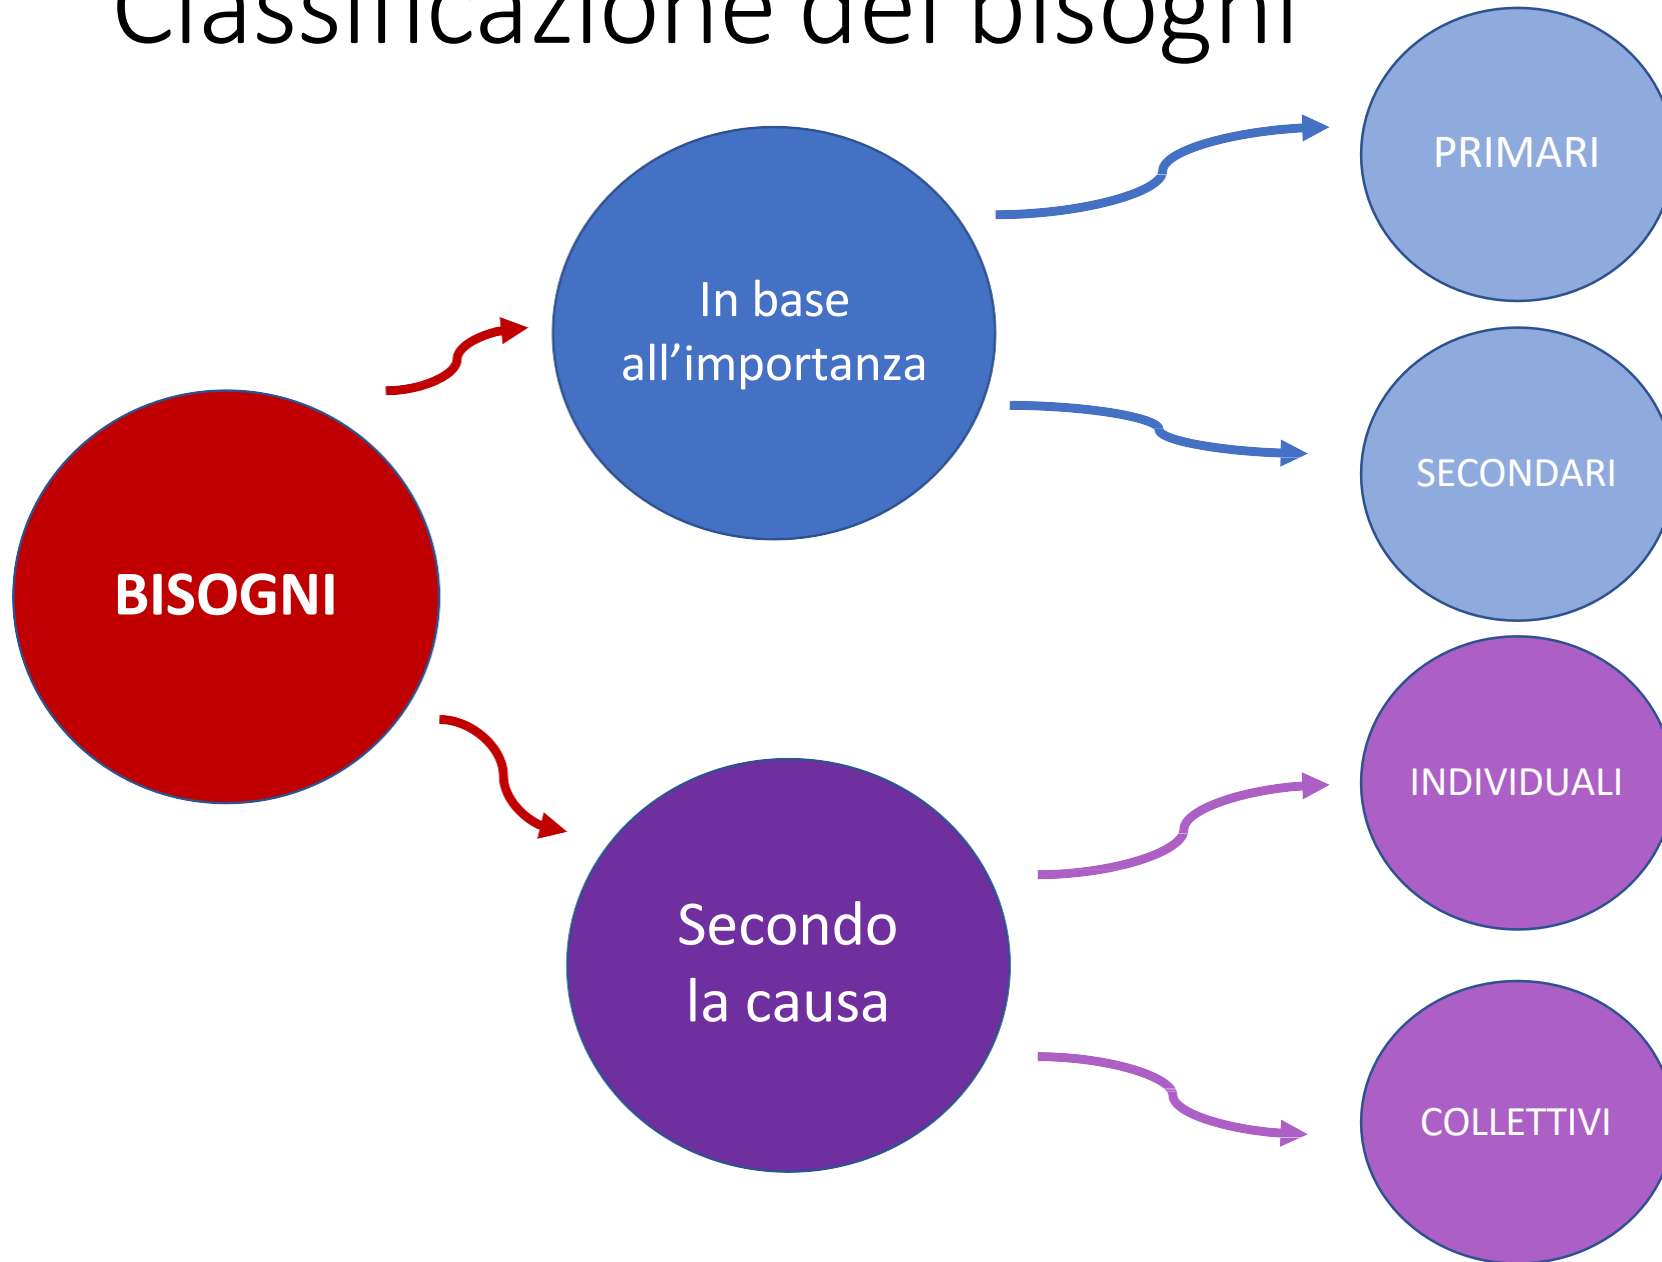 Classificazione dei bisogni
PRIMARI
In base
all’importanza
SECONDARI
BISOGNI
INDIVIDUALI
Secondo
la causa
COLLETTIVI